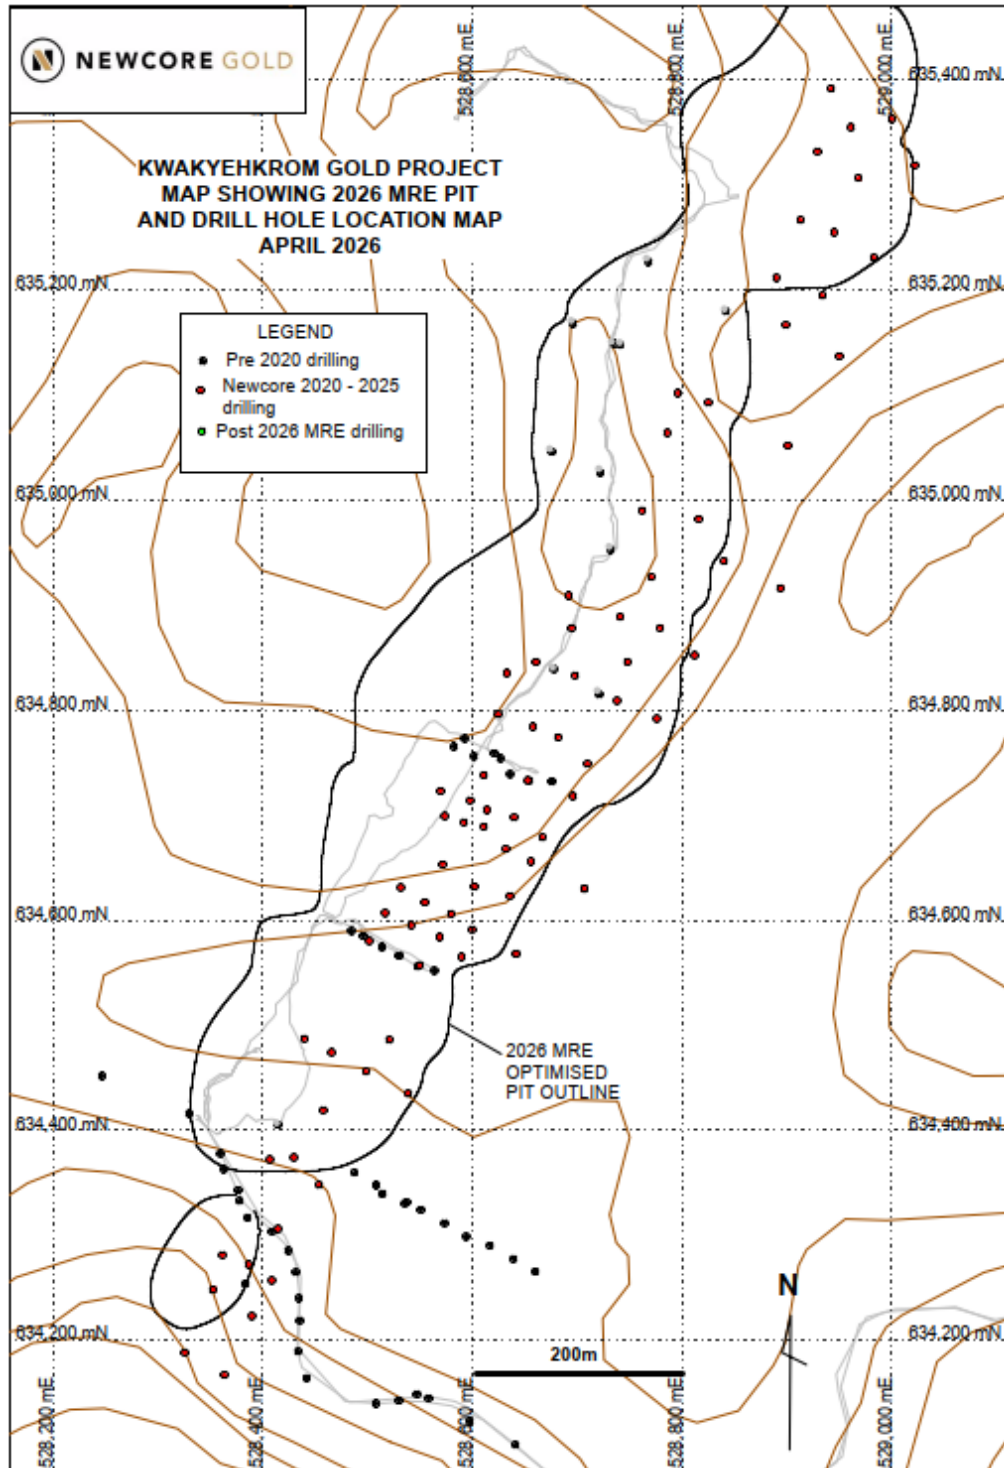 NEWCORE GOLD
528,600 mE
528,800 mE
529,000 mE
635,400 mN
KWAKYEHKROM GOLD PROJECT
MAP SHOWING 2026 MRE PIT
AND DRILL HOLE LOCATION MAP
APRIL 2026
635,200 mN
635,200 mN
LEGEND
Pre 2020 drilling
Newcore 2020 - 2025
drilling
Post 2026 MRE drilling
635,000 mN
635,000 mN
634,800 mN
634,800 mN
634,600 mN
634,600 mN
2026 MRE
OPTIMISED
PIT OUTLINE
634,400 mN
634,400 mN
N
634,200 mN
634,200 mN
200m
528,200 mE
528,400 mE
528,600 mE
528,800 mE
529,000 mE